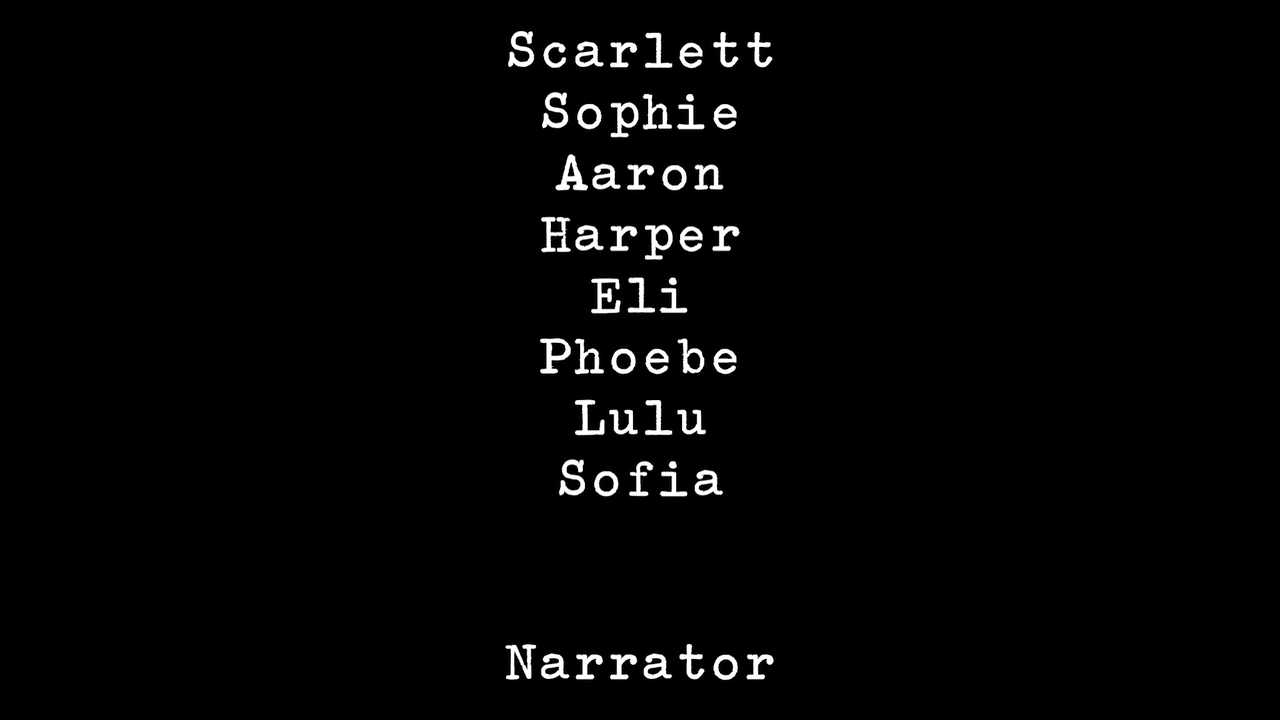 Scarlett
Sophie
Aaron
Harper
Eli
Phoebe
Lulu
Sofia
Narrator